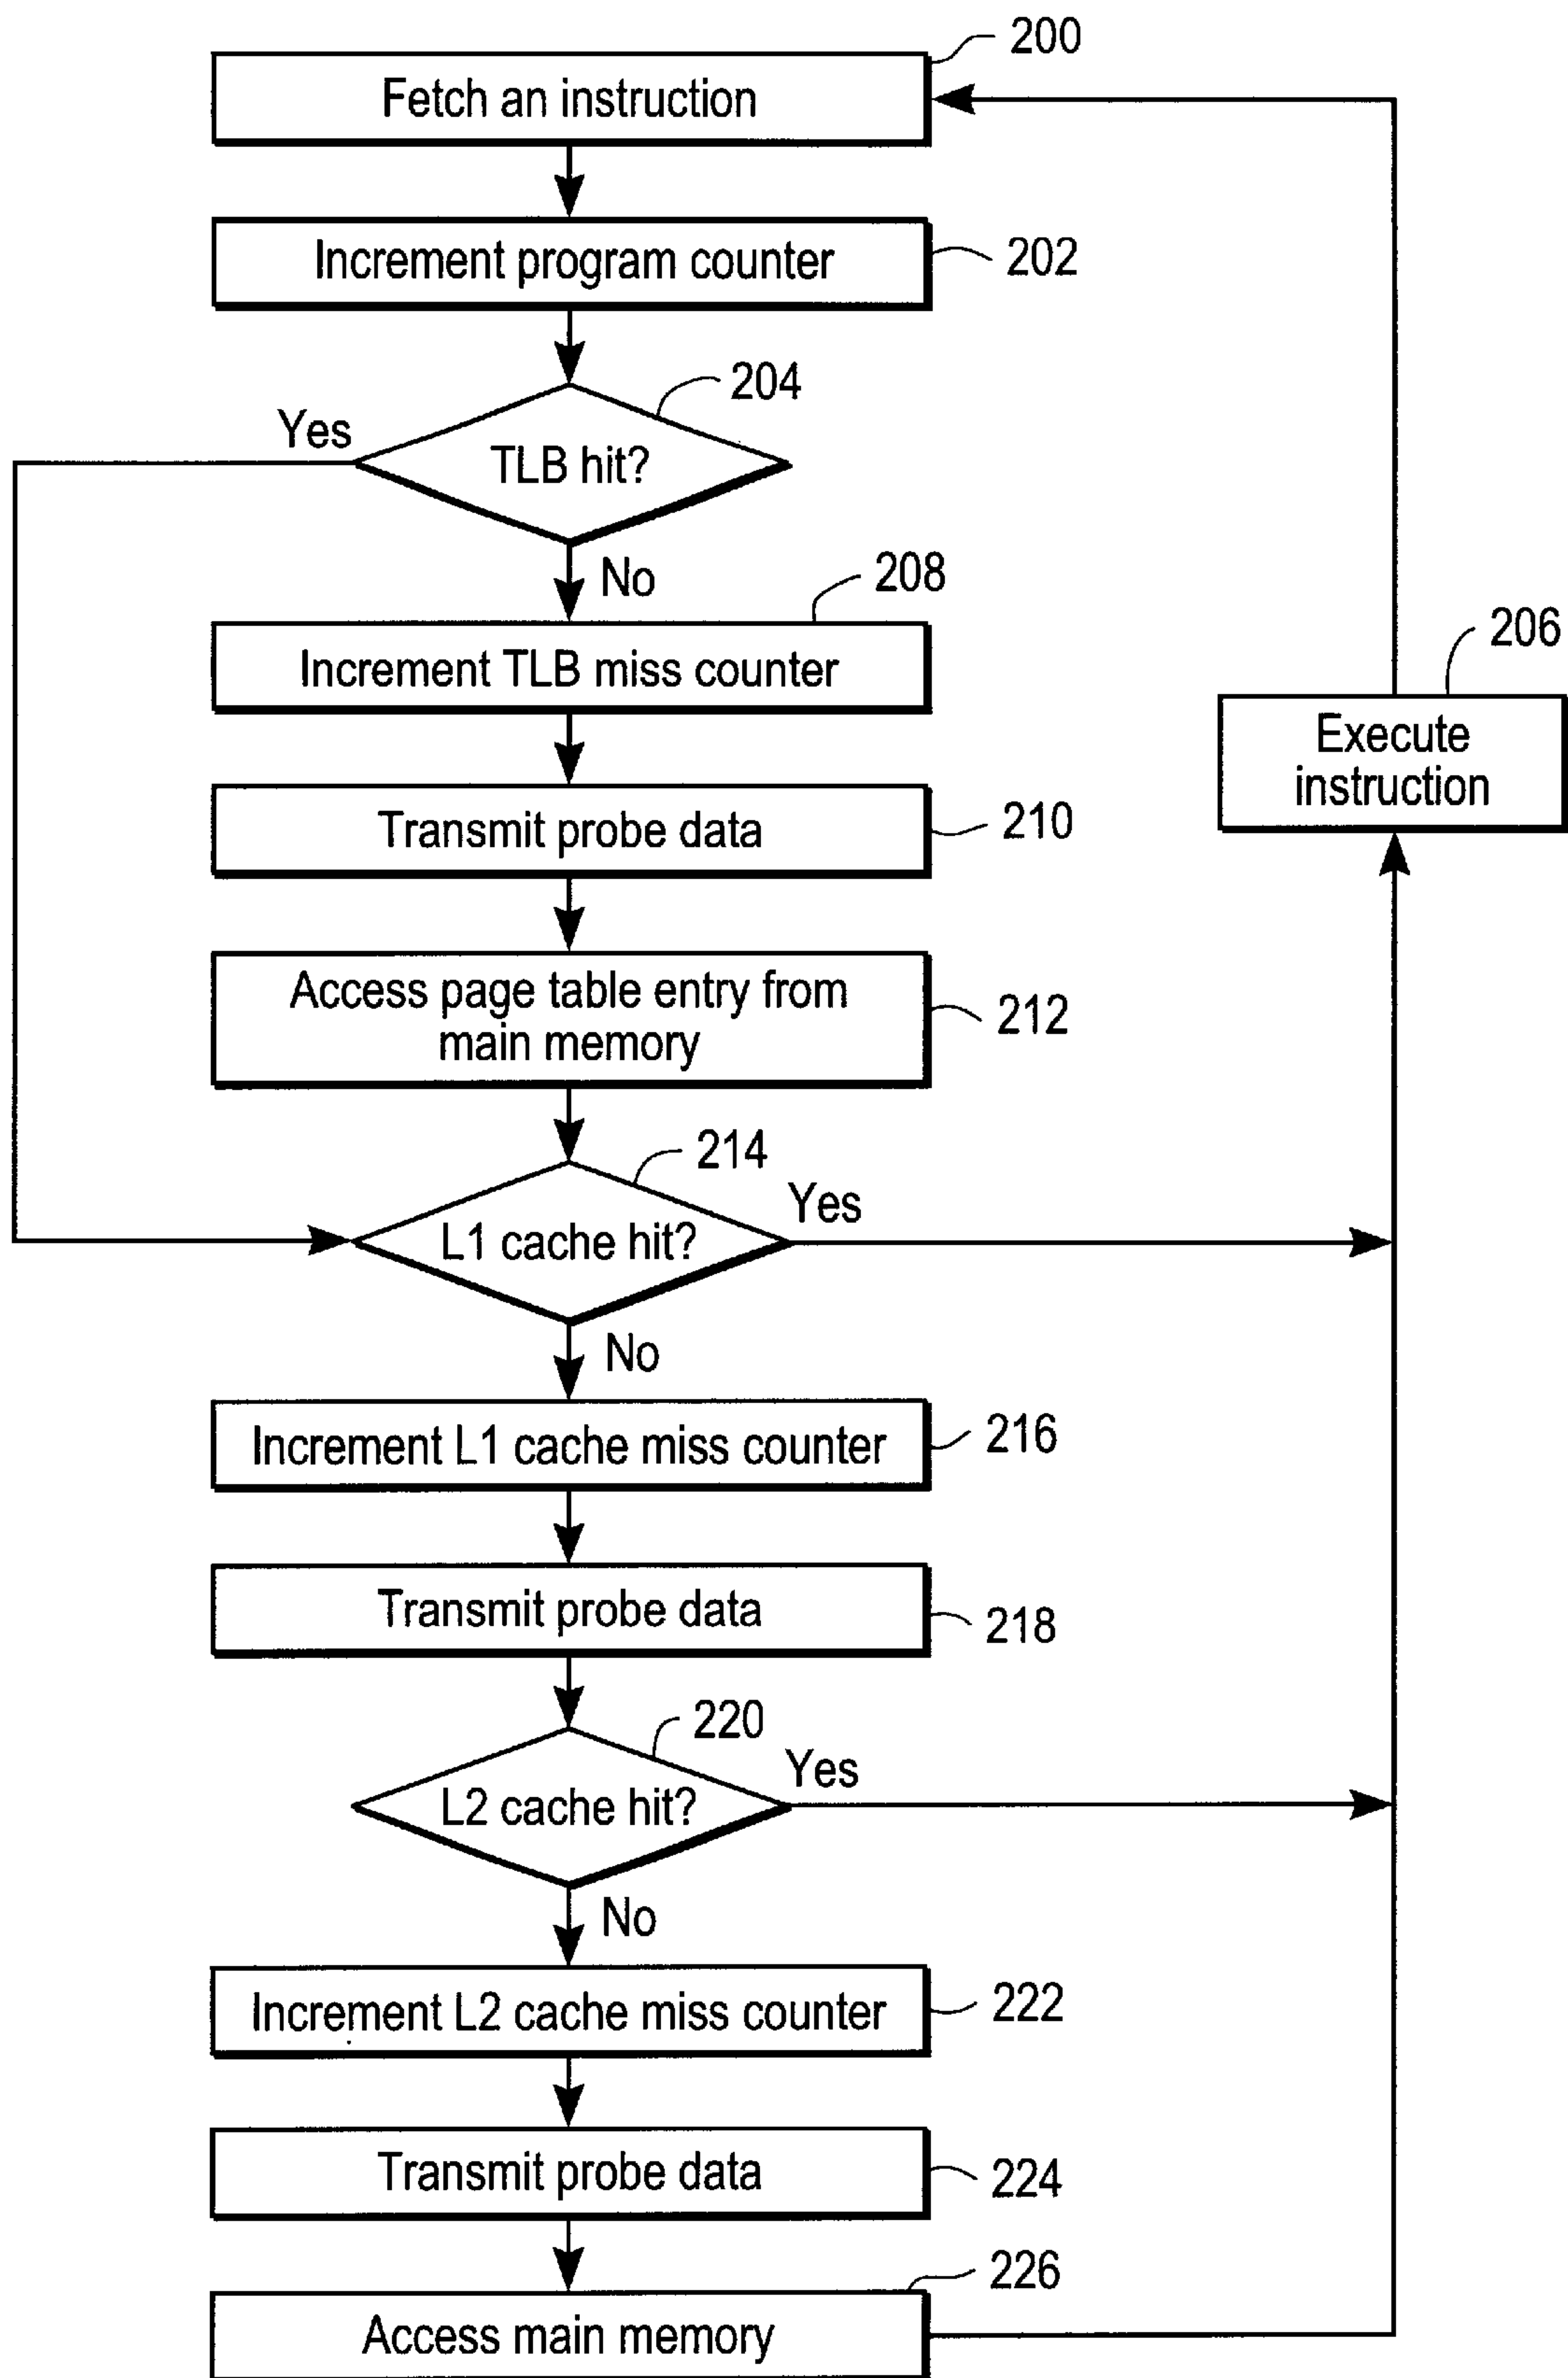 200
Fetch an instruction
Increment program counter
202
204
Yes
TLB hit?
No
208
Increment TLB miss counter
206
Execute
instruction
Transmit probe data
210
Access page table entry from
main memory
212
214
L1 cache hit?
Yes
No
Increment L1 cache miss counter
216
Transmit probe data
218
220
L2 cache hit?
Yes
No
Increment L2 cache miss counter
222
Transmit probe data
224
226
Access main memory